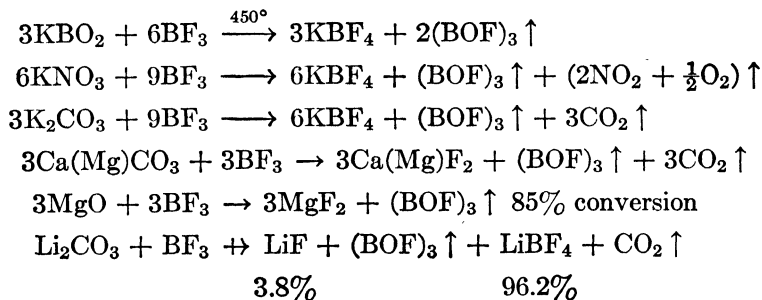 450°
3KBO₂ + 6BF₃ ⟶ 3KBF₄ + 2(BOF)₃↑
6KNO₃ + 9BF₃ ⟶ 6KBF₄ + (BOF)₃↑ + (2NO₂ + ½O₂)↑
3K₂CO₃ + 9BF₃ ⟶ 6KBF₄ + (BOF)₃↑ + 3CO₂↑
3Ca(Mg)CO₃ + 3BF₃ → 3Ca(Mg)F₂ + (BOF)₃↑ + 3CO₂↑
3MgO + 3BF₃ → 3MgF₂ + (BOF)₃↑ 85% conversion
Li₂CO₃ + BF₃ ↛ LiF + (BOF)₃↑ + LiBF₄ + CO₂↑
3.8% 96.2%